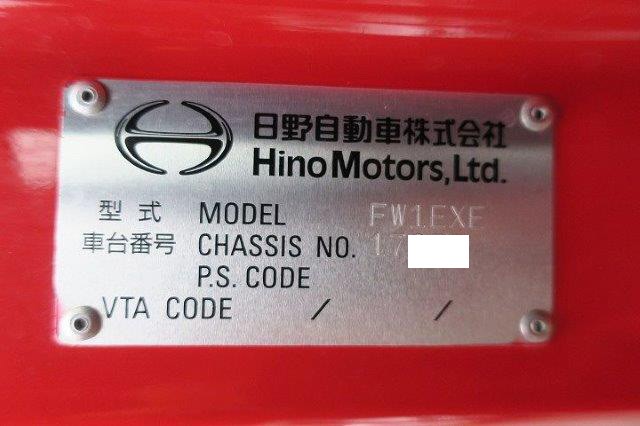 日野自動車株式会社
Hino Motors, Ltd.
型式 MODEL FW1EXE
車台番号 CHASSIS NO. 17
P.S. CODE
VTA CODE / /